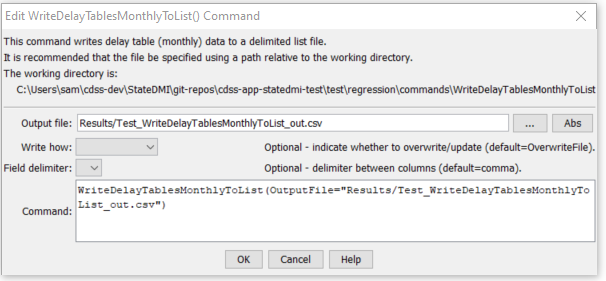 Edit WriteDelayTablesMonthlyToList() Command
This command writes delay table (monthly) data to a delimited list file.
It is recommended that the file be specified using a path relative to the working directory.
The working directory is:
C:\Users\sam\cdss-dev\StateDMI\git-repos\cdss-app-statedmi-test\test\regression\commands\WriteDelayTablesMonthlyToList
Output file: Results/Test_WriteDelayTablesMonthlyToList_out.csv ... Abs
Write how: Optional - indicate whether to overwrite/update (default=OverwriteFile).
Field delimiter: Optional - delimiter between columns (default=comma).
WriteDelayTablesMonthlyToList(OutputFile="Results/Test_WriteDelayTablesMonthlyTo
Command: List_out.csv")
OK Cancel Help